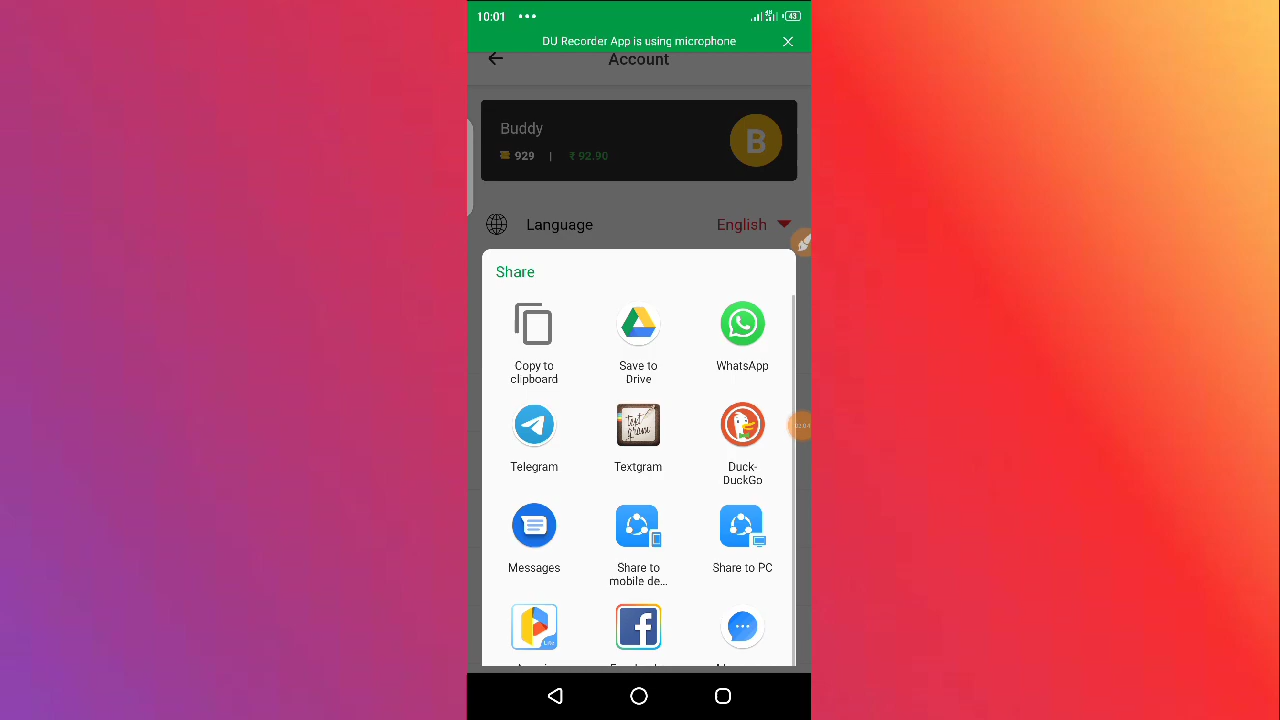 10:01
43
DU Recorder App is using microphone
Account
Buddy
B
929 | ₹ 92.90
Language English
Share
Copy to clipboard
Save to Drive
WhatsApp
Telegram
Textgram
Duck-
DuckGo
Messages
Share to
mobile de...
Share to PC